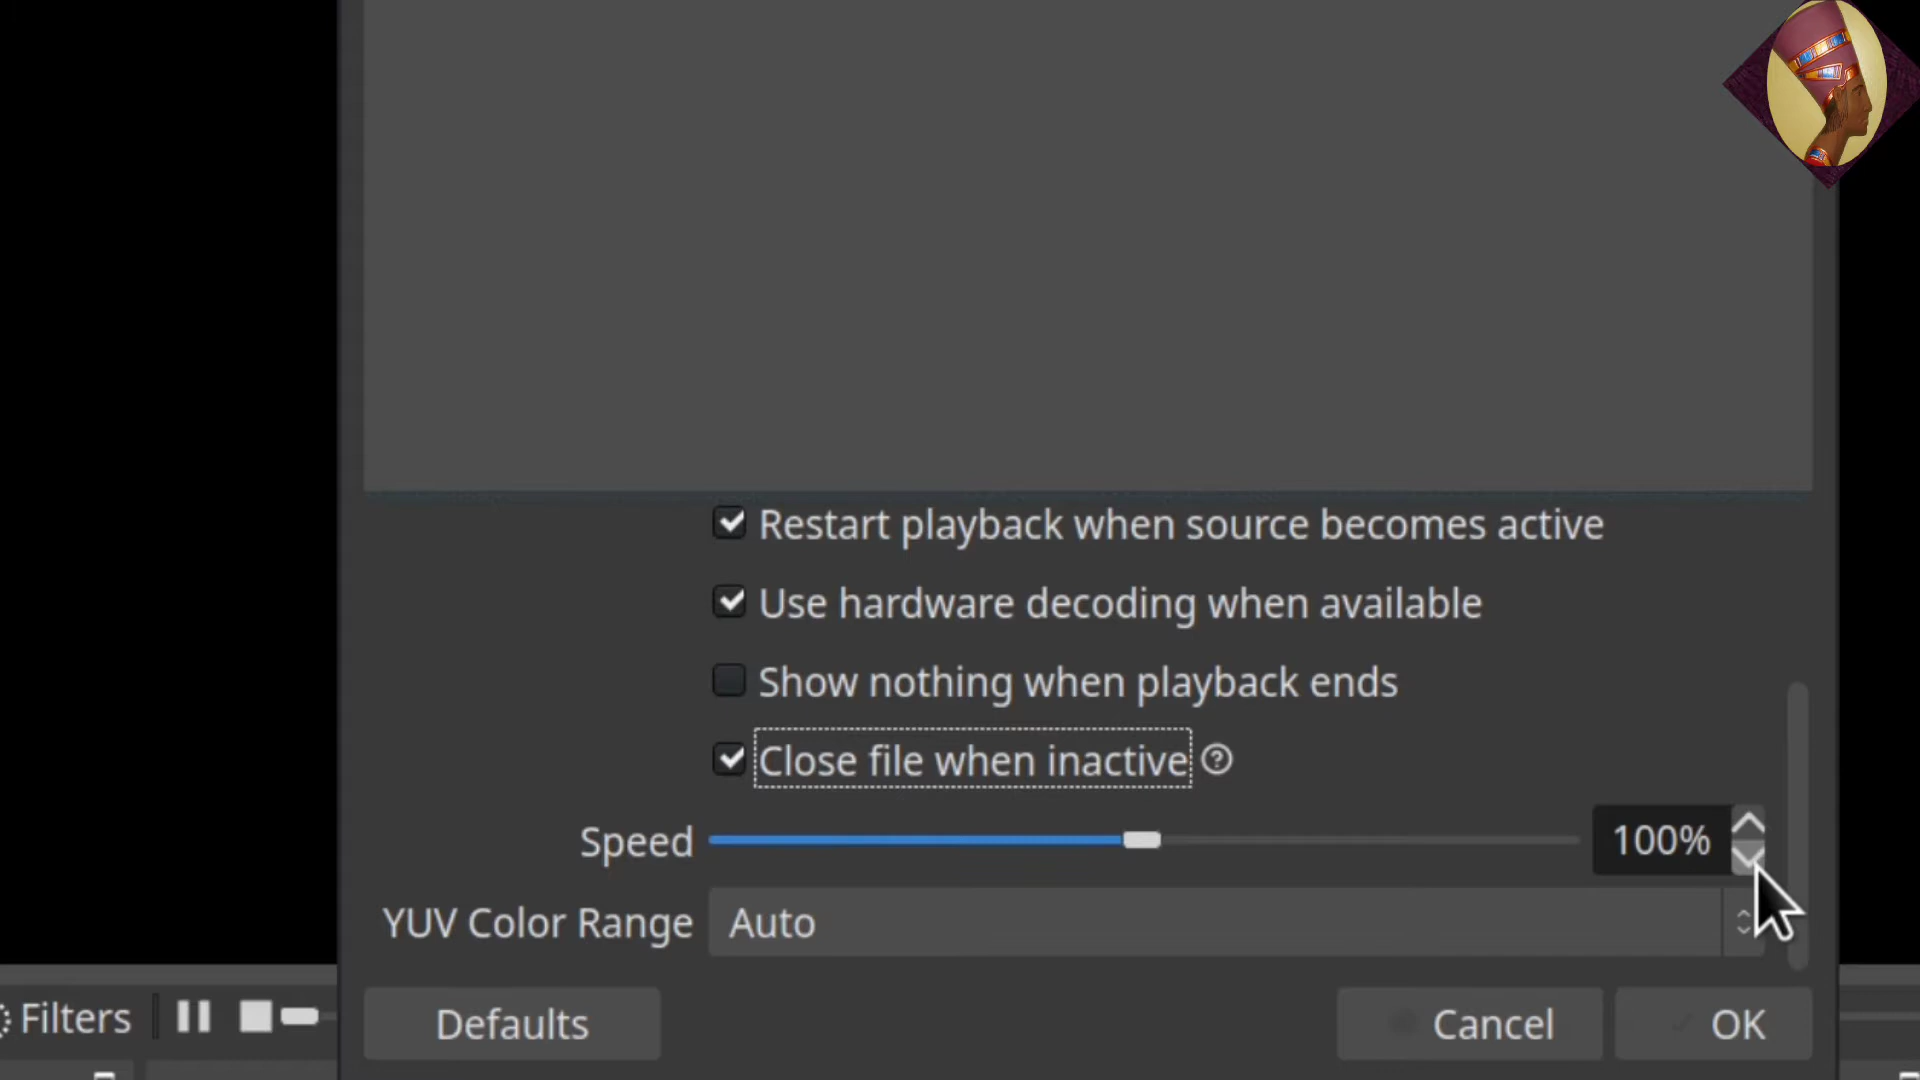 Restart playback when source becomes active
Use hardware decoding when available
Show nothing when playback ends
Close file when inactive
Speed 100%
YUV Color Range Auto
Filters
Defaults Cancel OK